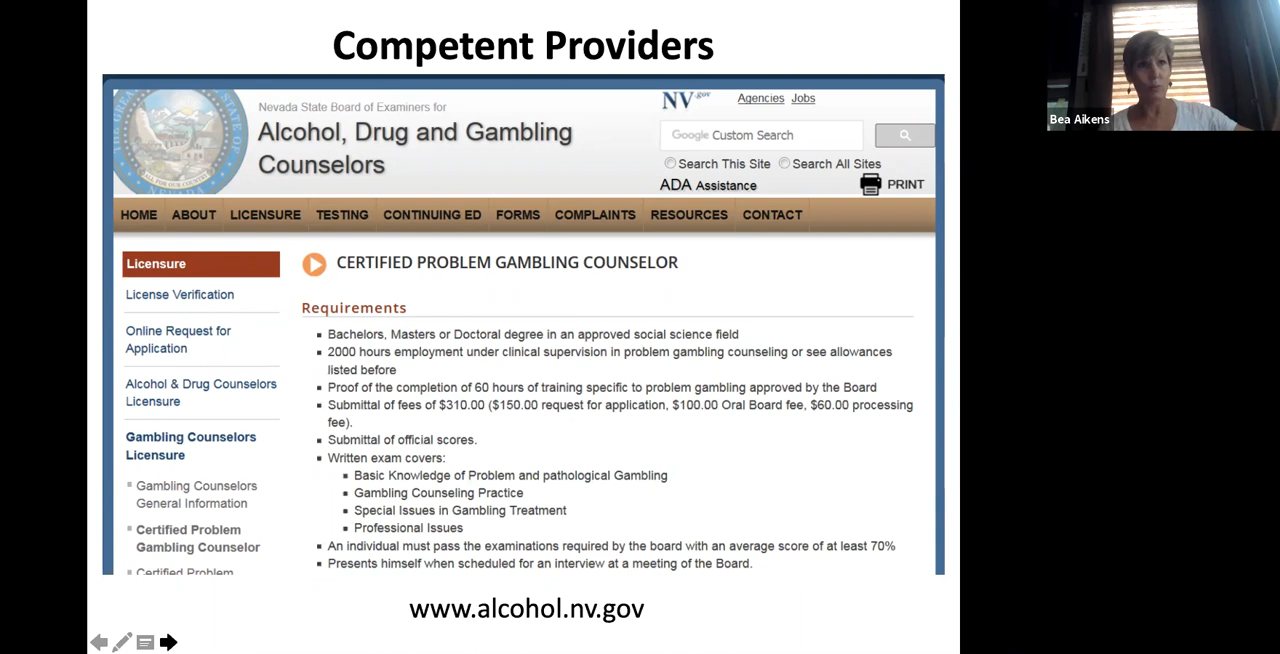 Competent Providers
Nevada State Board of Examiners for
Alcohol, Drug and Gambling
Counselors
NV.gov
Agencies Jobs
Google Custom Search
Search This Site Search All Sites
ADA Assistance
PRINT
HOME ABOUT LICENSURE TESTING CONTINUING ED FORMS COMPLAINTS RESOURCES CONTACT
Licensure
License Verification
Online Request for
Application
Alcohol & Drug Counselors
Licensure
Gambling Counselors
Licensure
Gambling Counselors
General Information
Certified Problem
Gambling Counselor
Certified Problem
CERTIFIED PROBLEM GAMBLING COUNSELOR
Requirements
Bachelors, Masters or Doctoral degree in an approved social science field
2000 hours employment under clinical supervision in problem gambling counseling or see allowances
listed before
Proof of the completion of 60 hours of training specific to problem gambling approved by the Board
Submittal of fees of $310.00 ($150.00 request for application, $100.00 Oral Board fee, $60.00 processing
fee).
Submittal of official scores.
Written exam covers:
Basic Knowledge of Problem and pathological Gambling
Gambling Counseling Practice
Special Issues in Gambling Treatment
Professional Issues
An individual must pass the examinations required by the board with an average score of at least 70%
Presents himself when scheduled for an interview at a meeting of the Board.
www.alcohol.nv.gov
Bea Aikens